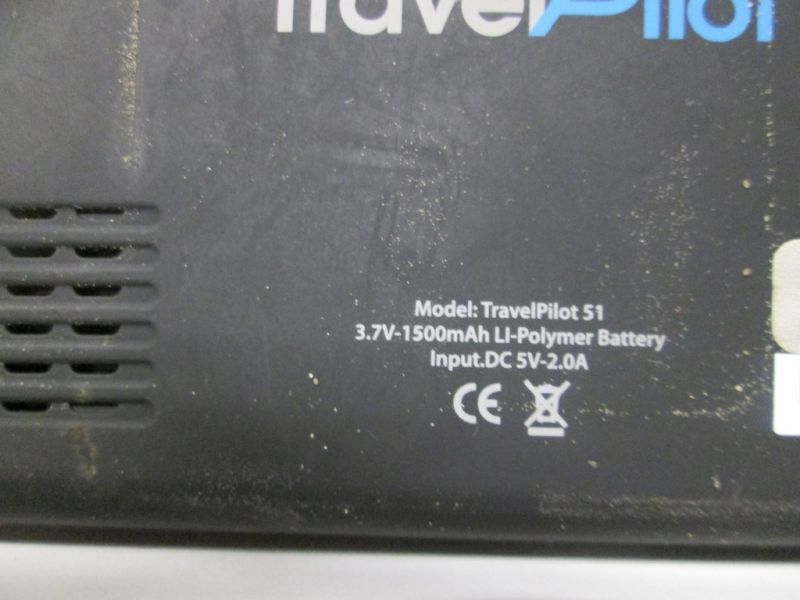 TravelPilot
Model: TravelPilot 51
3.7V-1500mAh LI-Polymer Battery
Input.DC 5V-2.0A
CE